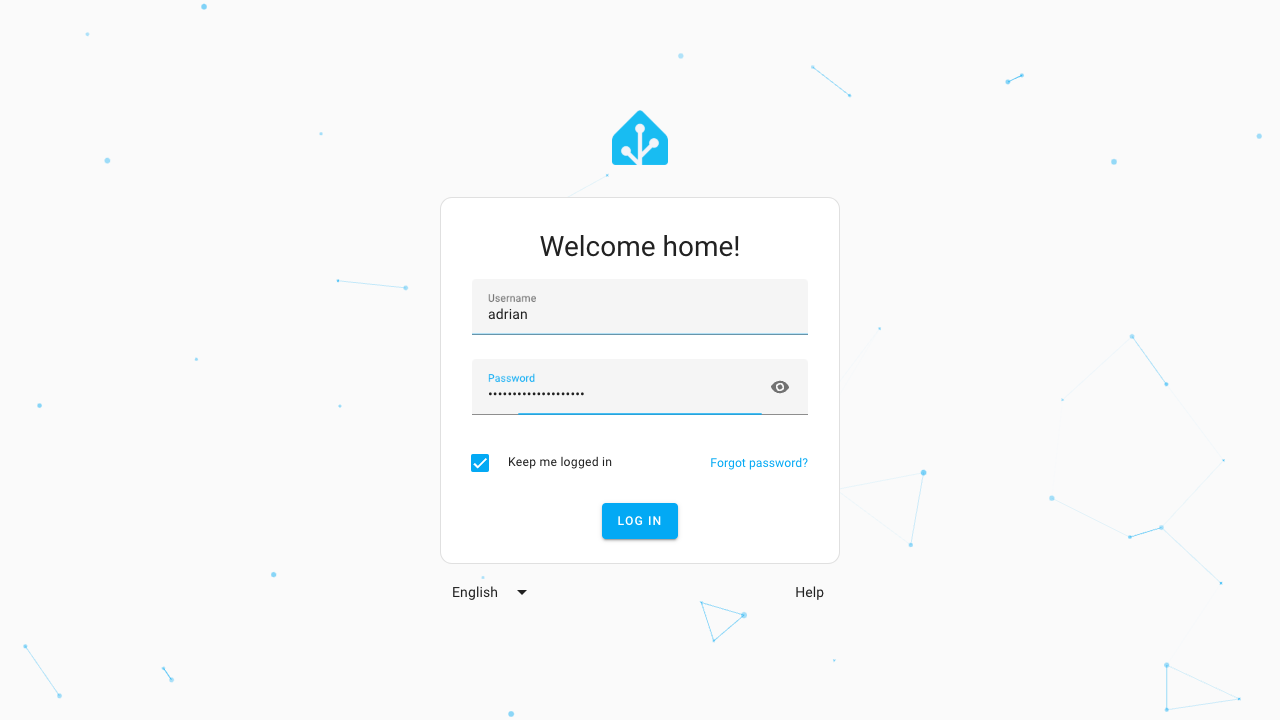 Welcome home!
Username
adrian
Password
••••••••••••••••••••
Keep me logged in
Forgot password?
LOG IN
English
Help